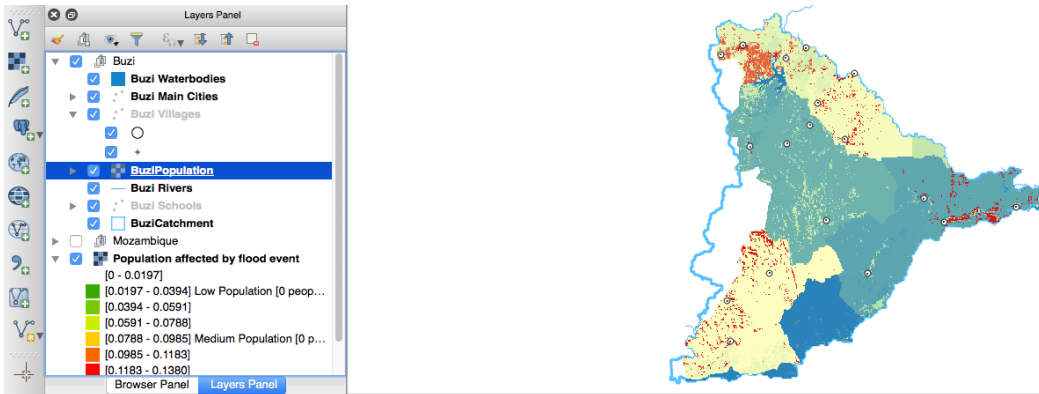 Layers Panel
Buzi
Buzi Waterbodies
Buzi Main Cities
Buzi Villages
BuziPopulation
Buzi Rivers
Buzi Schools
BuziCatchment
Mozambique
Population affected by flood event
[0 - 0.0197]
[0.0197 - 0.0394] Low Population [0 peop…
[0.0394 - 0.0591]
[0.0591 - 0.0788]
[0.0788 - 0.0985] Medium Population [0 p…
[0.0985 - 0.1183]
[0.1183 - 0.1380]
Browser Panel Layers Panel